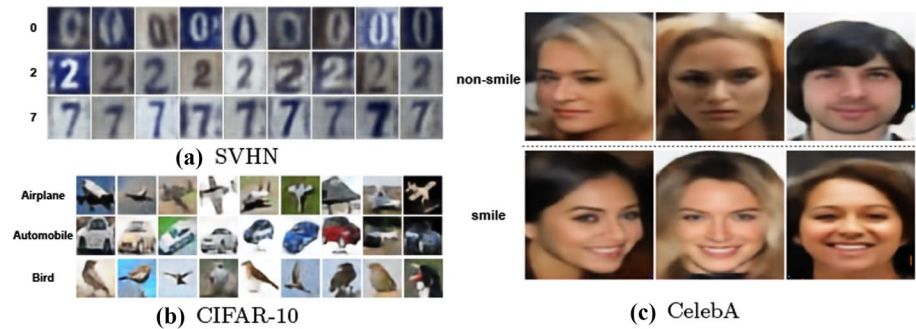 0
2
7
(a) SVHN
Airplane
Automobile
Bird
(b) CIFAR-10
non-smile
smile
(c) CelebA